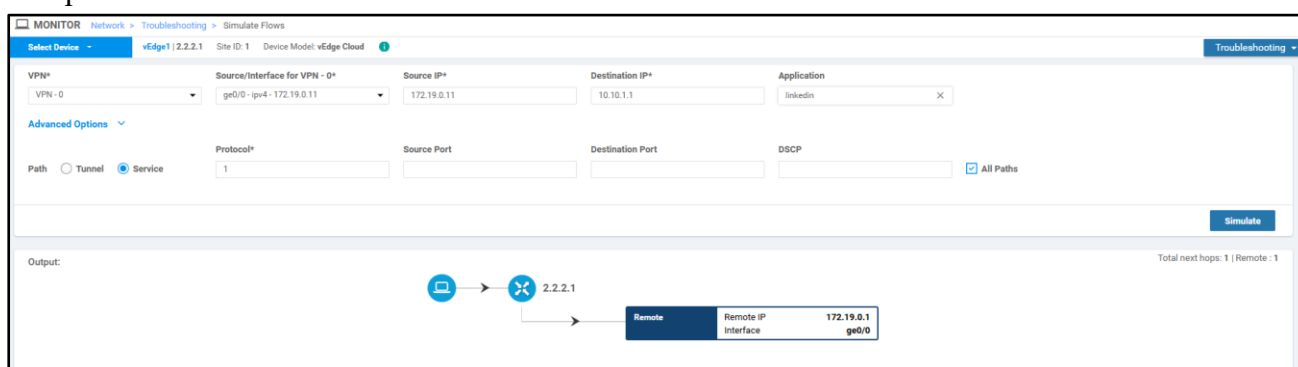 MONITOR Network > Troubleshooting > Simulate Flows
Select Device vEdge1 | 2.2.2.1 Site ID: 1 Device Model: vEdge Cloud Troubleshooting
VPN* Source/Interface for VPN - 0* Source IP* Destination IP* Application
VPN - 0 ge0/0 - ipv4 - 172.19.0.11 172.19.0.11 10.10.1.1 linkedin
Advanced Options
Protocol* Source Port Destination Port DSCP
Path Tunnel Service 1 All Paths
Simulate
Output: Total next hops: 1 | Remote : 1
2.2.2.1
Remote Remote IP 172.19.0.1
Interface ge0/0